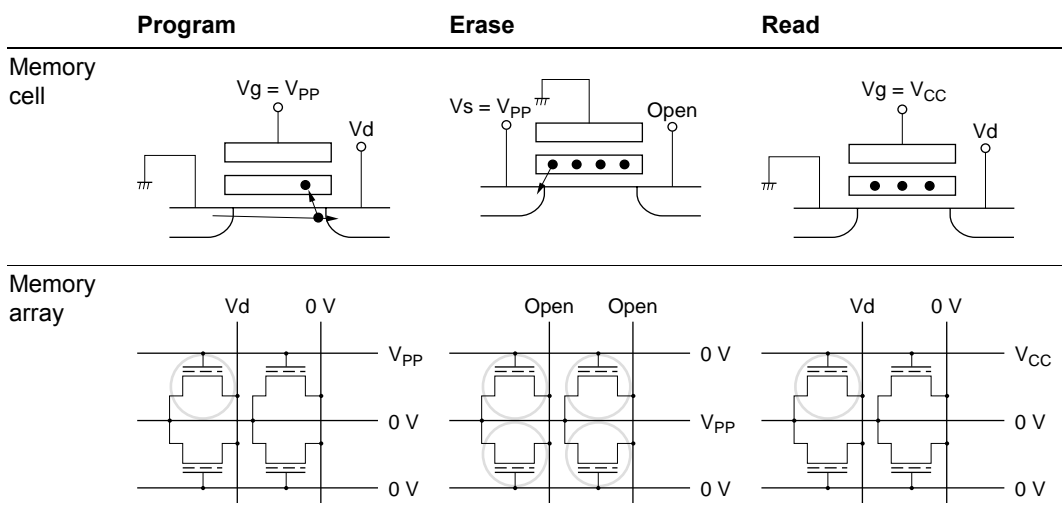 Program Erase Read
Memory
cell
Vg = VPP
Vd
Vs = VPP
Open
Vg = VCC
Vd
Memory
array
Vd 0 V
VPP
0 V
0 V
Open Open
0 V
VPP
0 V
Vd 0 V
VCC
0 V
0 V